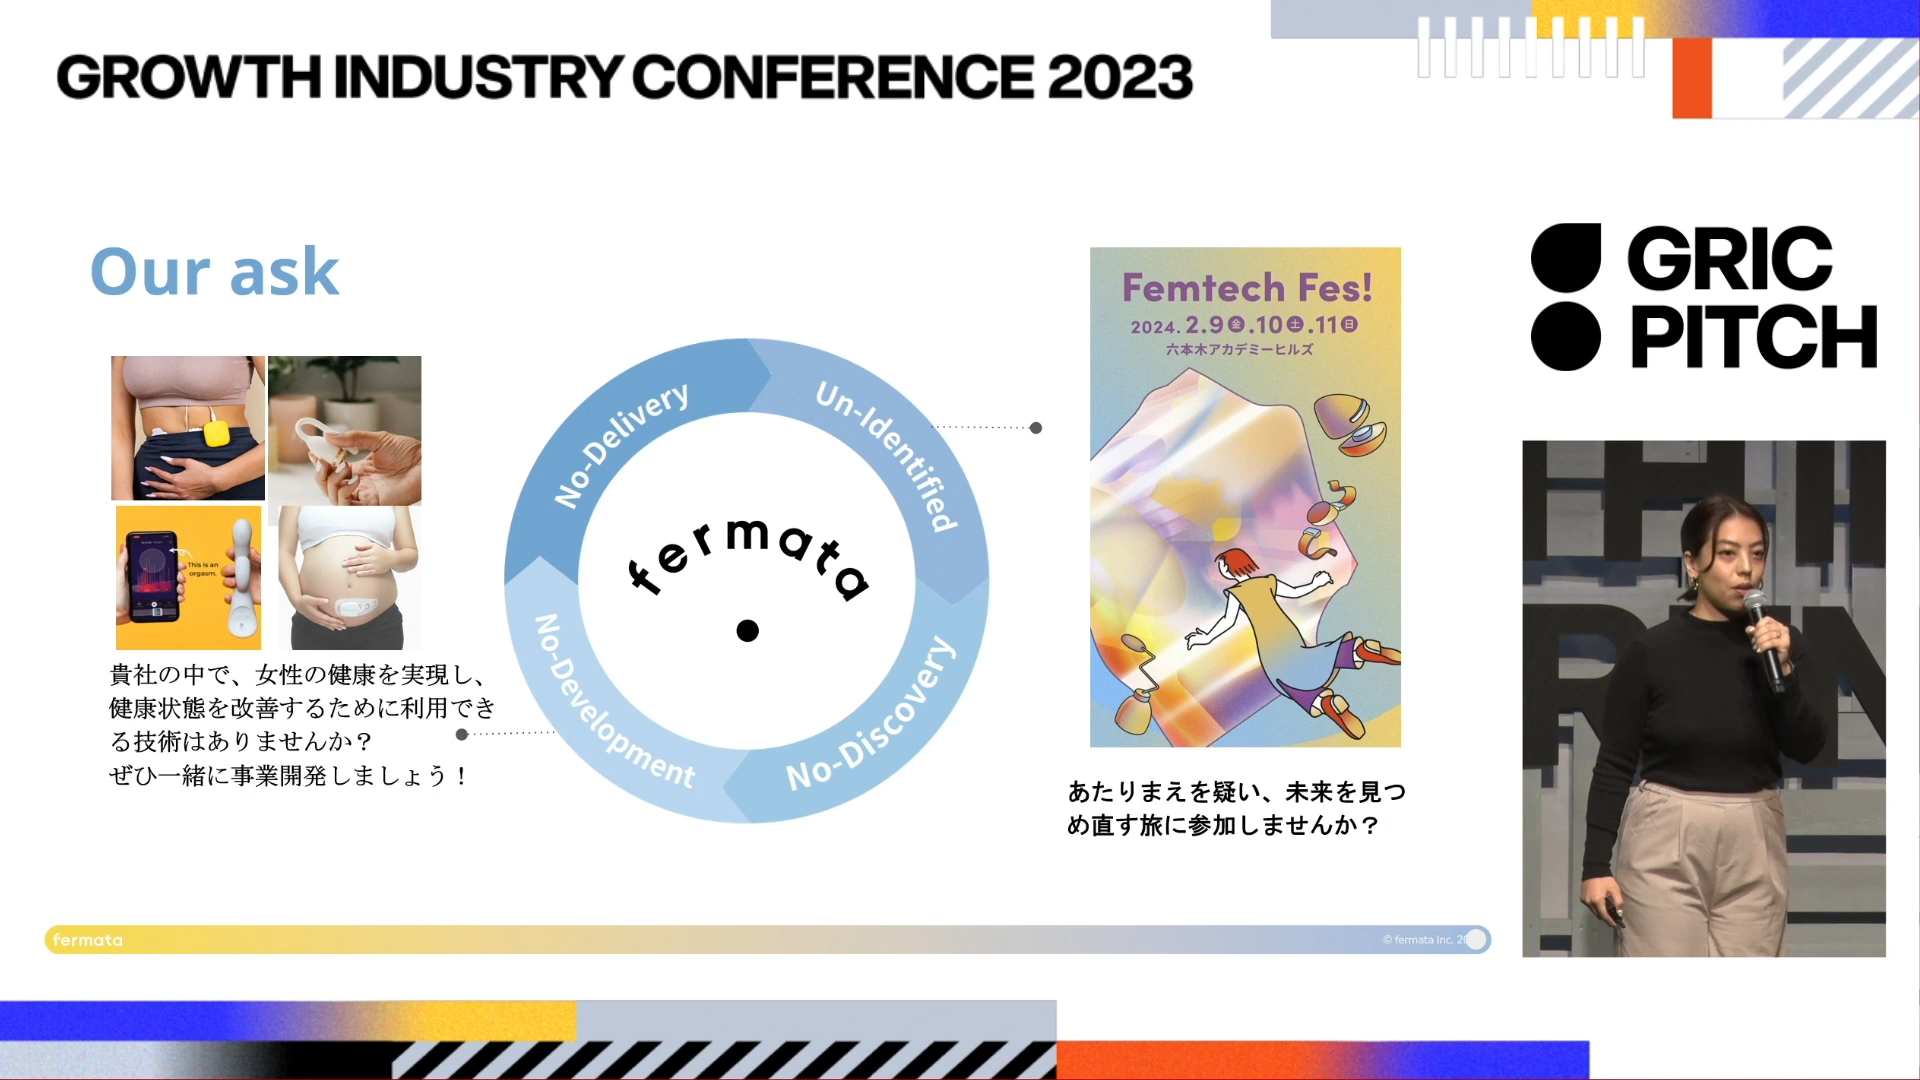 GROWTH INDUSTRY CONFERENCE 2023
GRIC
PITCH
Our ask
This is an
orgasm.
貴社の中で、女性の健康を実現し、
健康状態を改善するために利用でき
る技術はありませんか？
ぜひ一緒に事業開発しましょう！
No-Delivery
Un-Identified
No-Discovery
No-Development
fermata
Femtech Fes!
2024. 2.9金.10土.11日
六本木アカデミーヒルズ
あたりまえを疑い、未来を見つ
め直す旅に参加しませんか？
fermata
© fermata Inc.